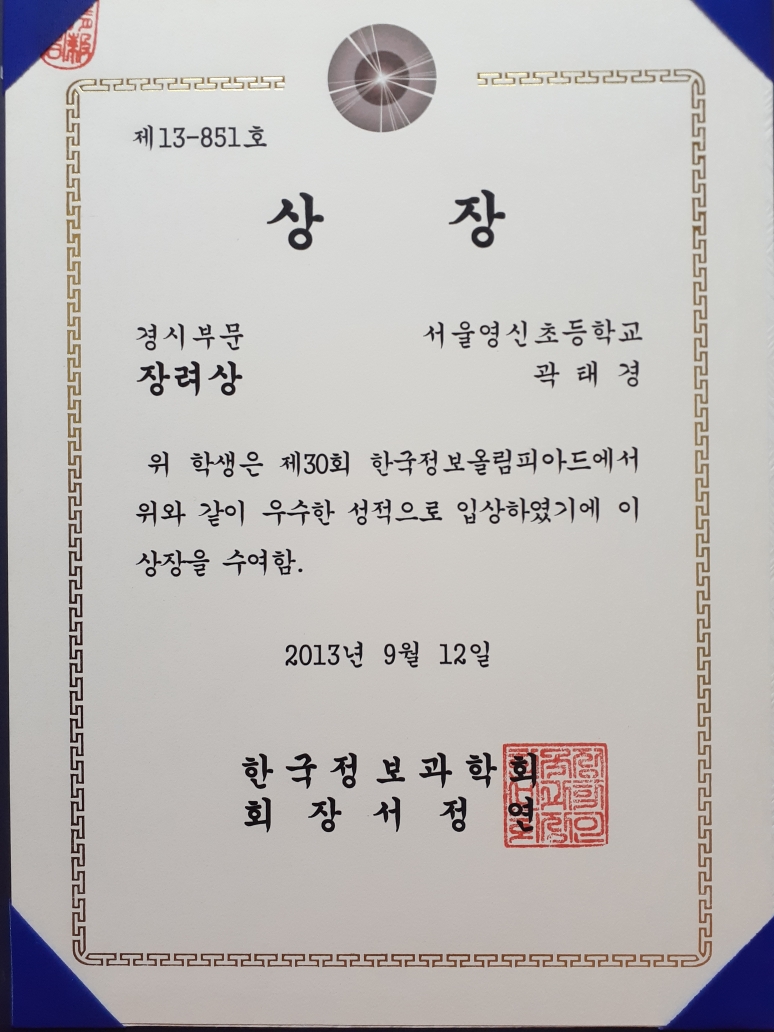 제13-851호
상 장
경시부문 서울영신초등학교
장려상 곽태경
위 학생은 제30회 한국정보올림피아드에서
위와 같이 우수한 성적으로 입상하였기에 이
상장을 수여함.
2013년 9월 12일
한국정보과학회
회장서정연